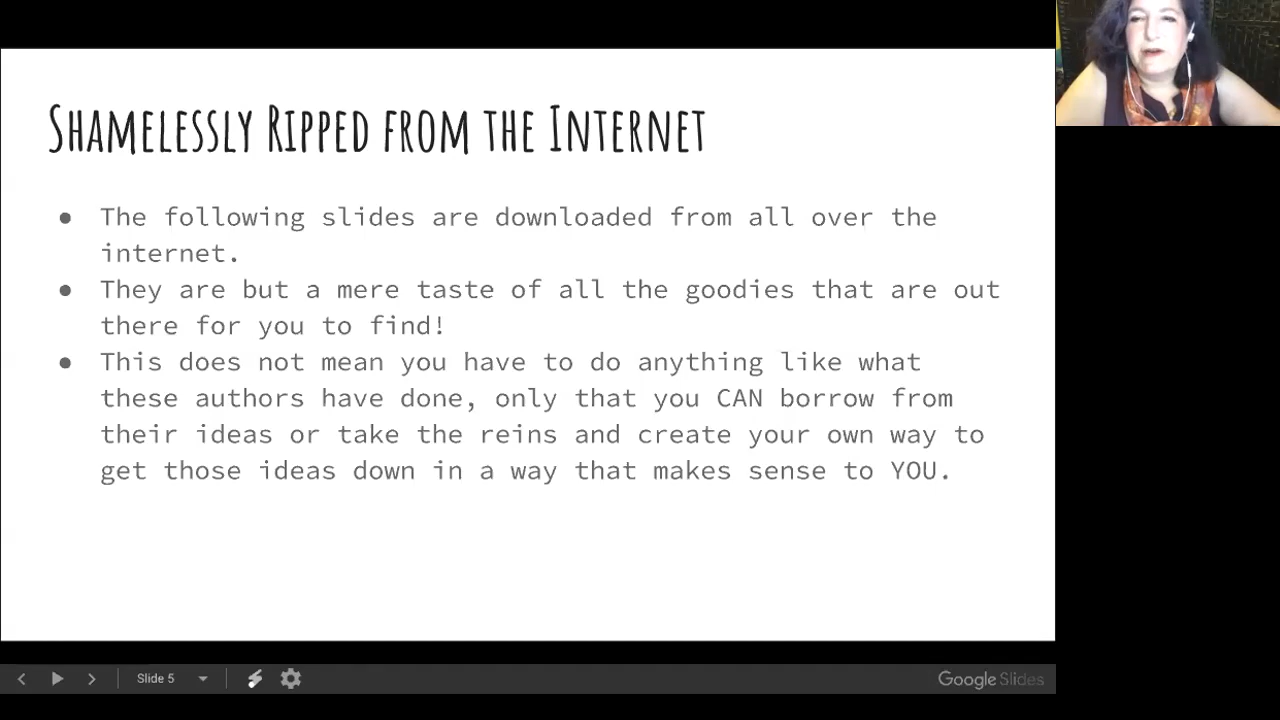 Shamelessly Ripped from the Internet
● The following slides are downloaded from all over the
internet.
● They are but a mere taste of all the goodies that are out
there for you to find!
● This does not mean you have to do anything like what
these authors have done, only that you CAN borrow from
their ideas or take the reins and create your own way to
get those ideas down in a way that makes sense to YOU.
Slide 5
Google Slides